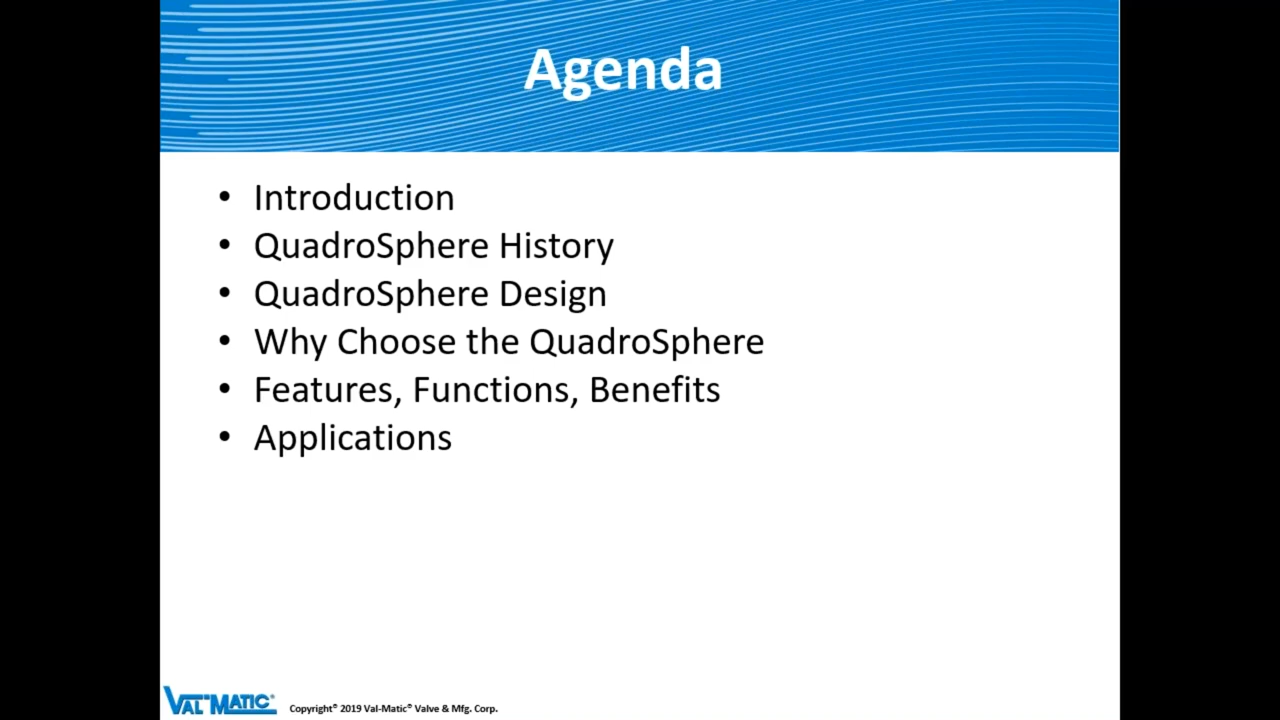 Agenda
• Introduction
• QuadroSphere History
• QuadroSphere Design
• Why Choose the QuadroSphere
• Features, Functions, Benefits
• Applications
VAL-MATIC®
Copyright® 2019 Val-Matic® Valve & Mfg. Corp.